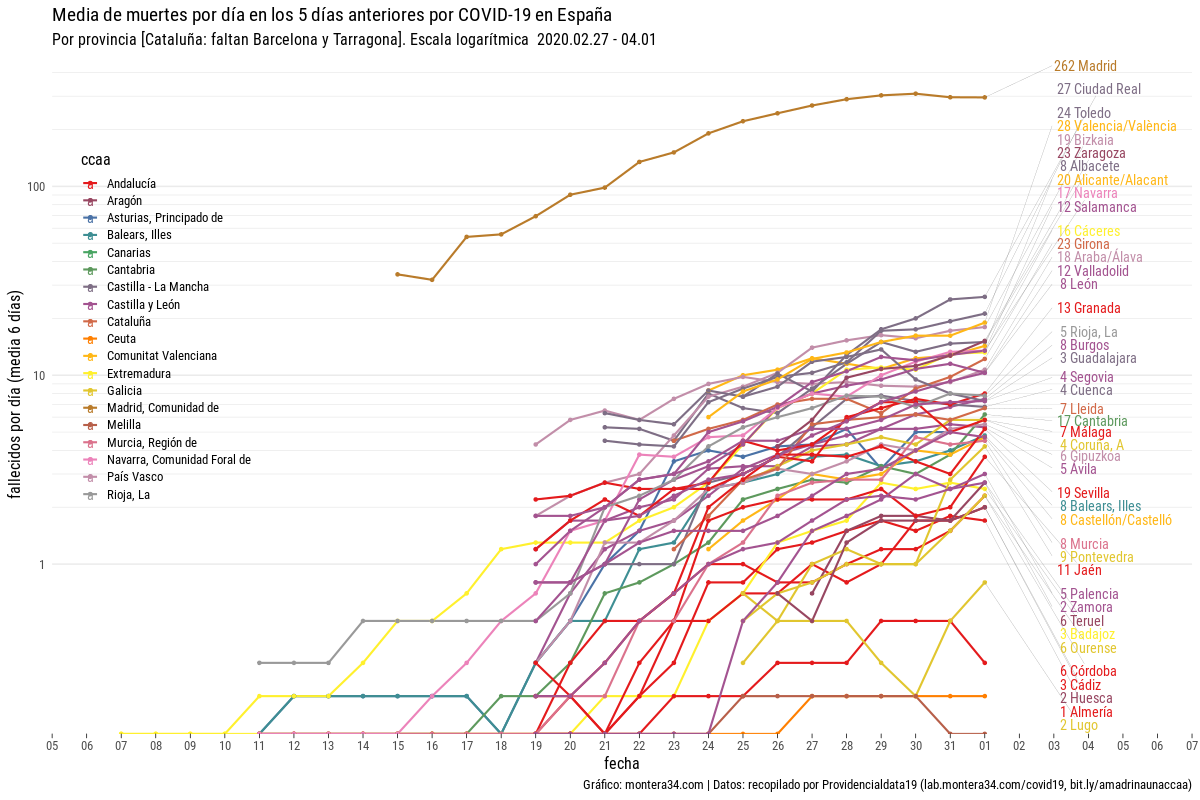 Media de muertes por día en los 5 días anteriores por COVID-19 en España
Por provincia [Cataluña: faltan Barcelona y Tarragona]. Escala logarítmica 2020.02.27 - 04.01
262 Madrid
27 Ciudad Real
24 Toledo
28 Valencia/València
19 Bizkaia
23 Zaragoza
8 Albacete
20 Alicante/Alacant
17 Navarra
12 Salamanca
16 Cáceres
23 Girona
18 Araba/Álava
12 Valladolid
8 León
13 Granada
5 Rioja, La
8 Burgos
3 Guadalajara
4 Segovia
4 Cuenca
7 Lleida
17 Cantabria
7 Málaga
4 Coruña, A
6 Gipuzkoa
5 Ávila
19 Sevilla
8 Balears, Illes
8 Castellón/Castelló
8 Murcia
9 Pontevedra
11 Jaén
5 Palencia
2 Zamora
6 Teruel
3 Badajoz
6 Ourense
6 Córdoba
3 Cádiz
2 Huesca
1 Almería
2 Lugo
ccaa
Andalucía
Aragón
Asturias, Principado de
Balears, Illes
Canarias
Cantabria
Castilla - La Mancha
Castilla y León
Cataluña
Ceuta
Comunitat Valenciana
Extremadura
Galicia
Madrid, Comunidad de
Melilla
Murcia, Región de
Navarra, Comunidad Foral de
País Vasco
Rioja, La
fallecidos por día (media 6 días)
100
10
1
05 06 07 08 09 10 11 12 13 14 15 16 17 18 19 20 21 22 23 24 25 26 27 28 29 30 31 01 02 03 04 05 06 07
fecha
Gráfico: montera34.com | Datos: recopilado por Providencialdata19 (lab.montera34.com/covid19, bit.ly/amadrinaunaccaa)